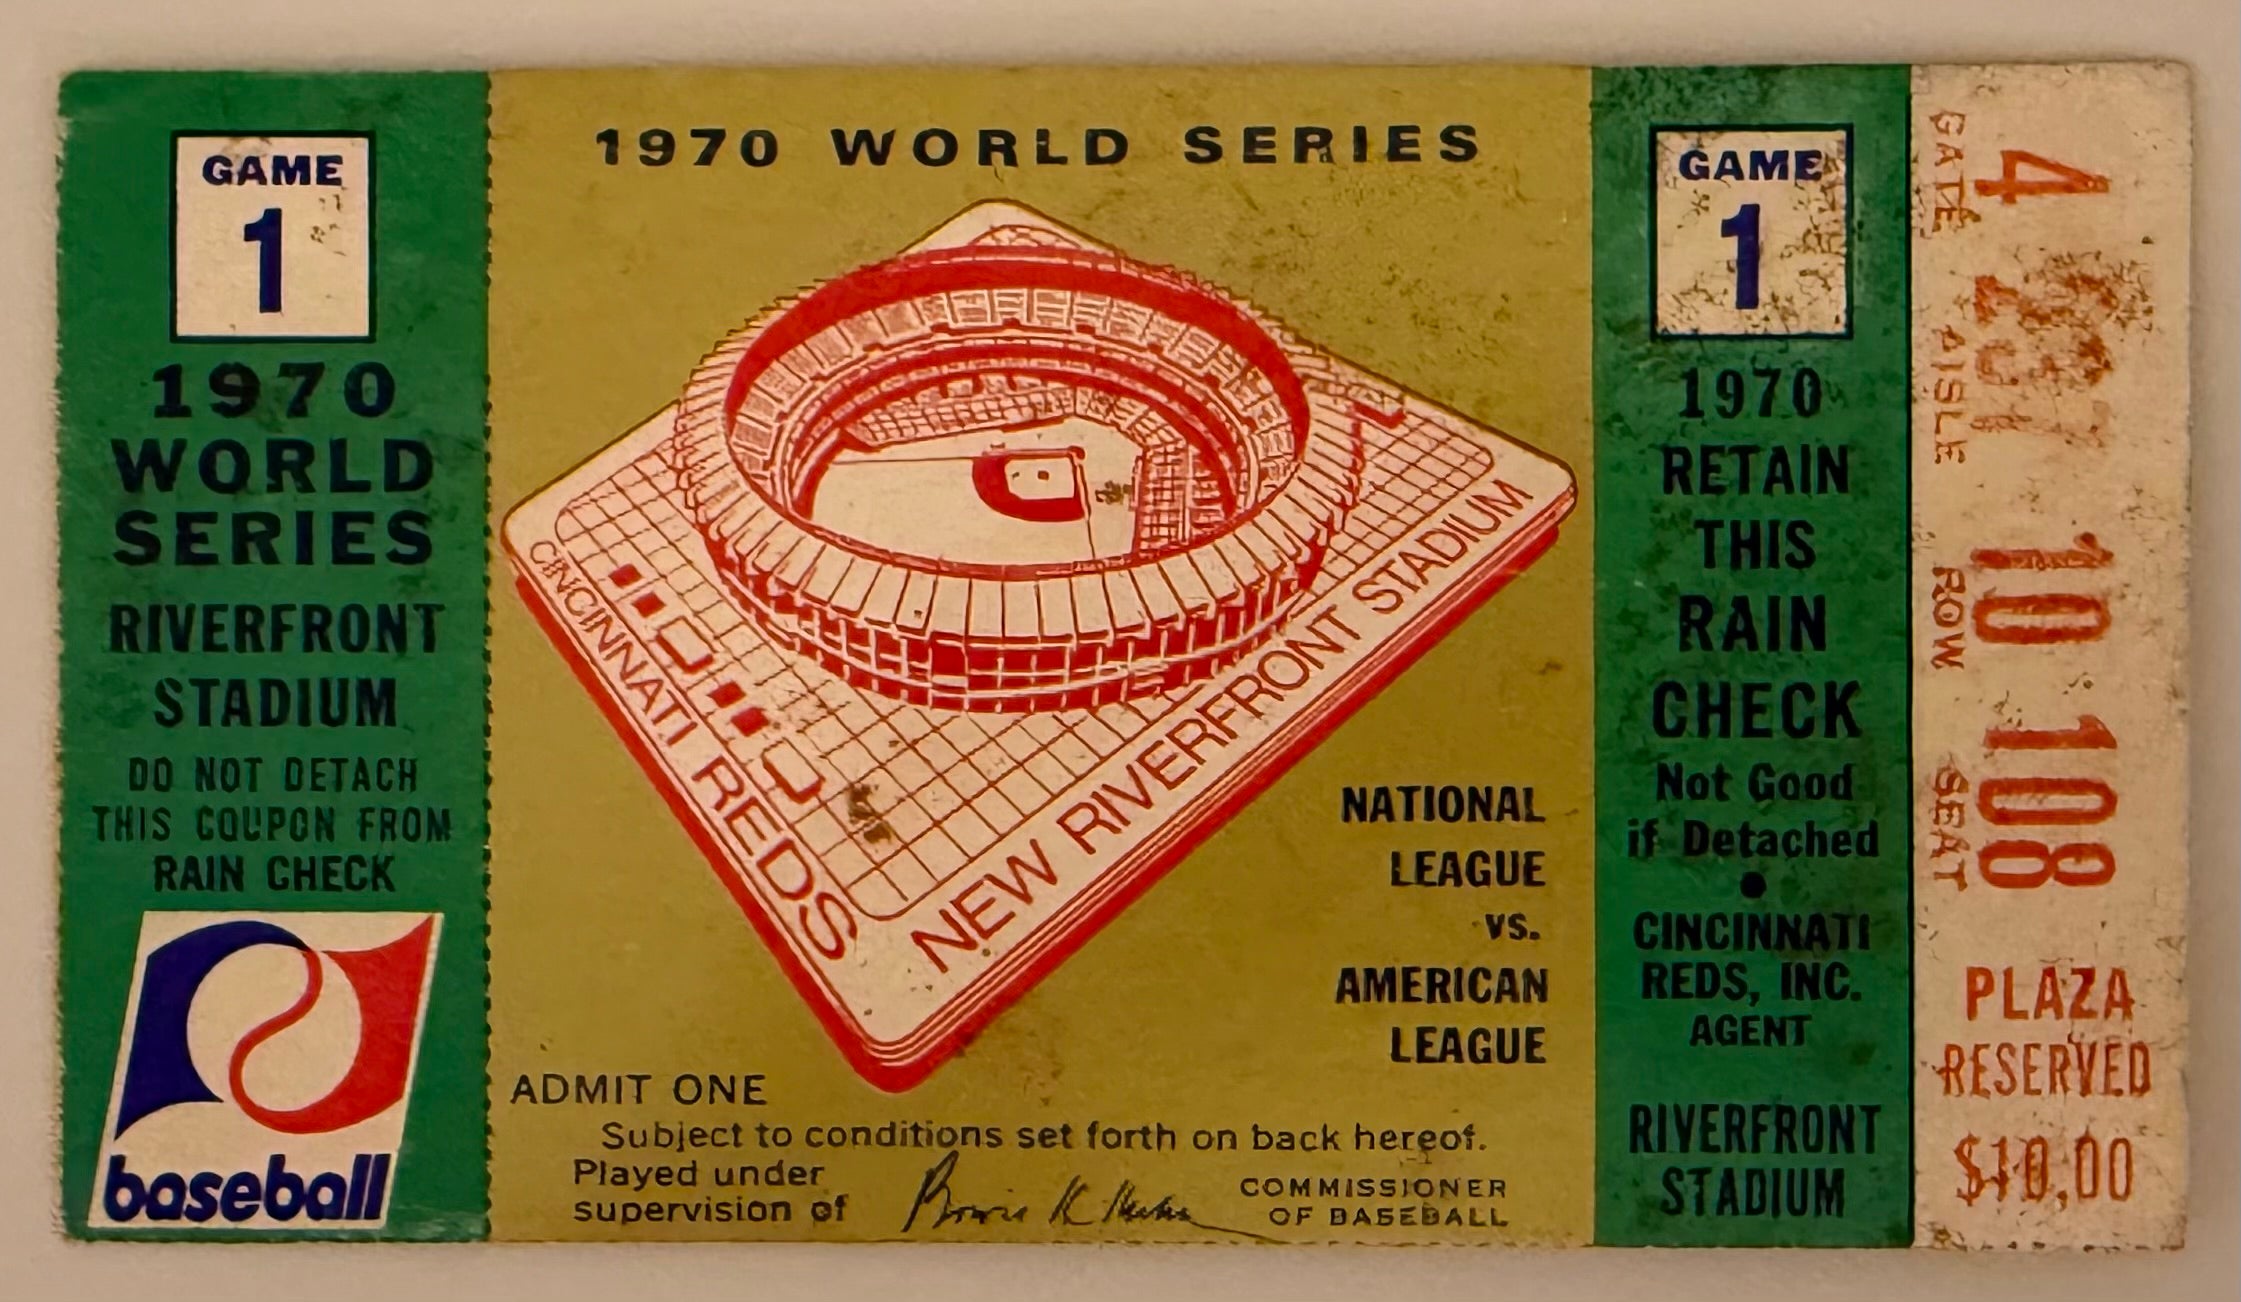 GAME
1
1970
WORLD
SERIES
RIVERFRONT
STADIUM
DO NOT DETACH
THIS COUPON FROM
RAIN CHECK
baseball
1970 WORLD SERIES
CINCINNATI REDS
NEW RIVERFRONT STADIUM
NATIONAL
LEAGUE
VS.
AMERICAN
LEAGUE
ADMIT ONE
Subject to conditions set forth on back hereof.
Played under
supervision of
Bowie K Kuhn
COMMISSIONER
OF BASEBALL
GAME
1
1970
RETAIN
THIS
RAIN
CHECK
Not Good
if Detached
CINCINNATI
REDS, INC.
AGENT
RIVERFRONT
STADIUM
4
GATE
AISLE
10
ROW
108
SEAT
PLAZA
RESERVED
$10.00